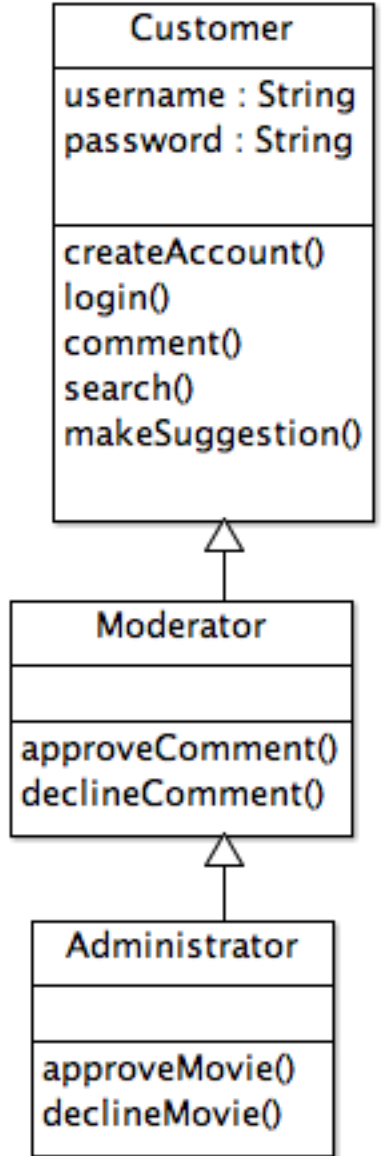 Customer
username : String
password : String
createAccount()
login()
comment()
search()
makeSuggestion()
Moderator
approveComment()
declineComment()
Administrator
approveMovie()
declineMovie()